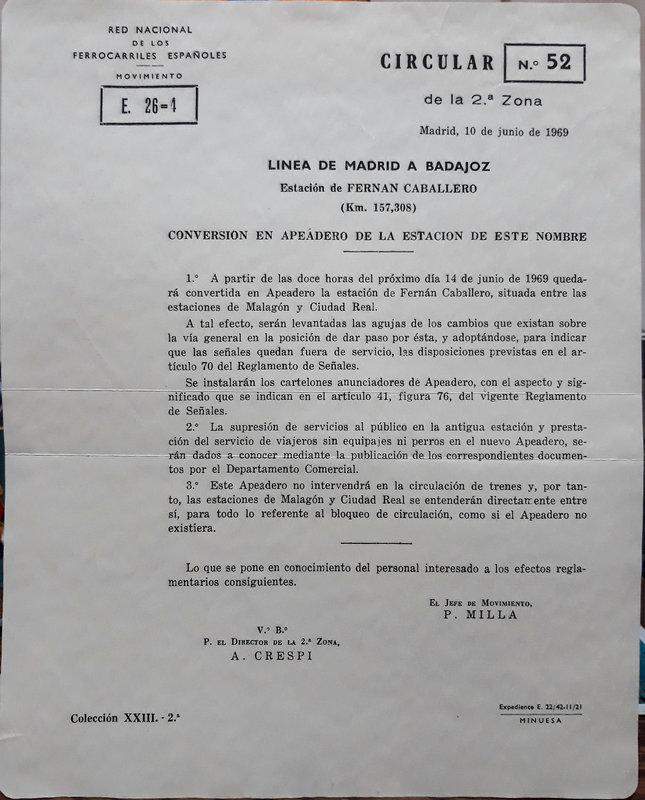 RED NACIONAL
DE LOS
FERROCARRILES ESPAÑOLES
MOVIMIENTO
E. 26=1
CIRCULAR N.º 52
de la 2.ª Zona
Madrid, 10 de junio de 1969
LINEA DE MADRID A BADAJOZ
Estación de FERNAN CABALLERO
(Km. 157,308)
CONVERSION EN APEADERO DE LA ESTACION DE ESTE NOMBRE
1.º A partir de las doce horas del próximo día 14 de junio de 1969 queda-
rá convertida en Apeadero la estación de Fernán Caballero, situada entre las
estaciones de Malagón y Ciudad Real.
A tal efecto, serán levantadas las agujas de los cambios que existan sobre
la vía general en la posición de dar paso por ésta, y adoptándose, para indicar
que las señales quedan fuera de servicio, las disposiciones previstas en el ar-
tículo 70 del Reglamento de Señales.
Se instalarán los cartelones anunciadores de Apeadero, con el aspecto y sig-
nificado que se indican en el artículo 41, figura 76, del vigente Reglamento
de Señales.
2.º La supresión de servicios al público en la antigua estación y presta-
ción del servicio de viajeros sin equipajes ni perros en el nuevo Apeadero, se-
rán dados a conocer mediante la publicación de los correspondientes documen-
tos por el Departamento Comercial.
3.º Este Apeadero no intervendrá en la circulación de trenes y, por tan-
to, las estaciones de Malagón y Ciudad Real se entenderán directamente entre
sí, para todo lo referente al bloqueo de circulación, como si el Apeadero no
existiera.
Lo que se pone en conocimiento del personal interesado a los efectos regla-
mentarios consiguientes.
EL JEFE DE MOVIMIENTO,
P. MILLA
V.º B.º
P. EL DIRECTOR DE LA 2.ª ZONA,
A. CRESPI
Colección XXIII. - 2.ª
Expediente E. 22/42-11/21
MINUESA